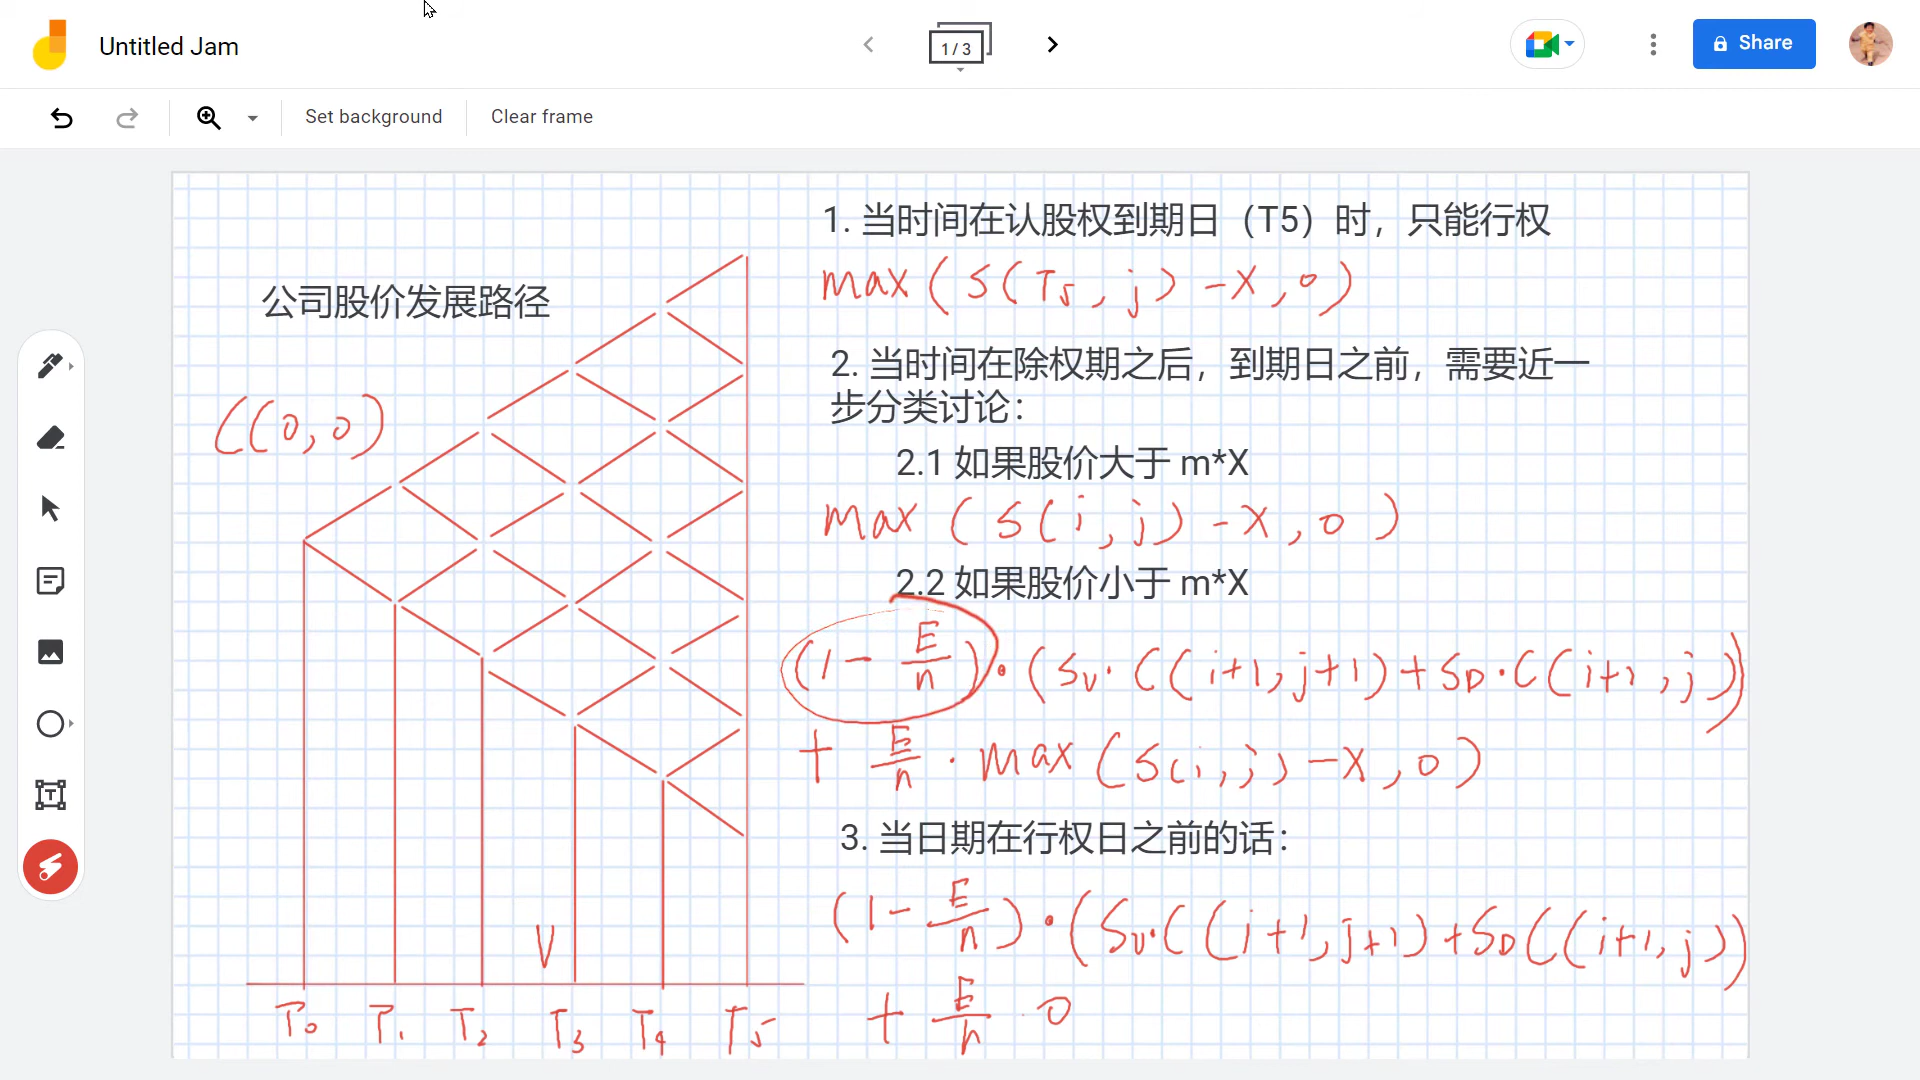 Untitled Jam
1 / 3
Share
Set background
Clear frame
公司股价发展路径
C(0,0)
V
T0 T1 T2 T3 T4 T5
1. 当时间在认股权到期日（T5）时，只能行权
max(S(T5,j)-X,0)
2. 当时间在除权期之后，到期日之前，需要近一
步分类讨论：
2.1 如果股价大于 m*X
max(S(i,j)-X,0)
2.2 如果股价小于 m*X
(1-E/n)·(SU·C(i+1,j+1)+SD·C(i+1,j))
+ E/n · max(S(i,j)-X,0)
3. 当日期在行权日之前的话：
(1-E/n)·(SU·C(i+1,j+1)+SD C(i+1,j))
+ E/n · 0